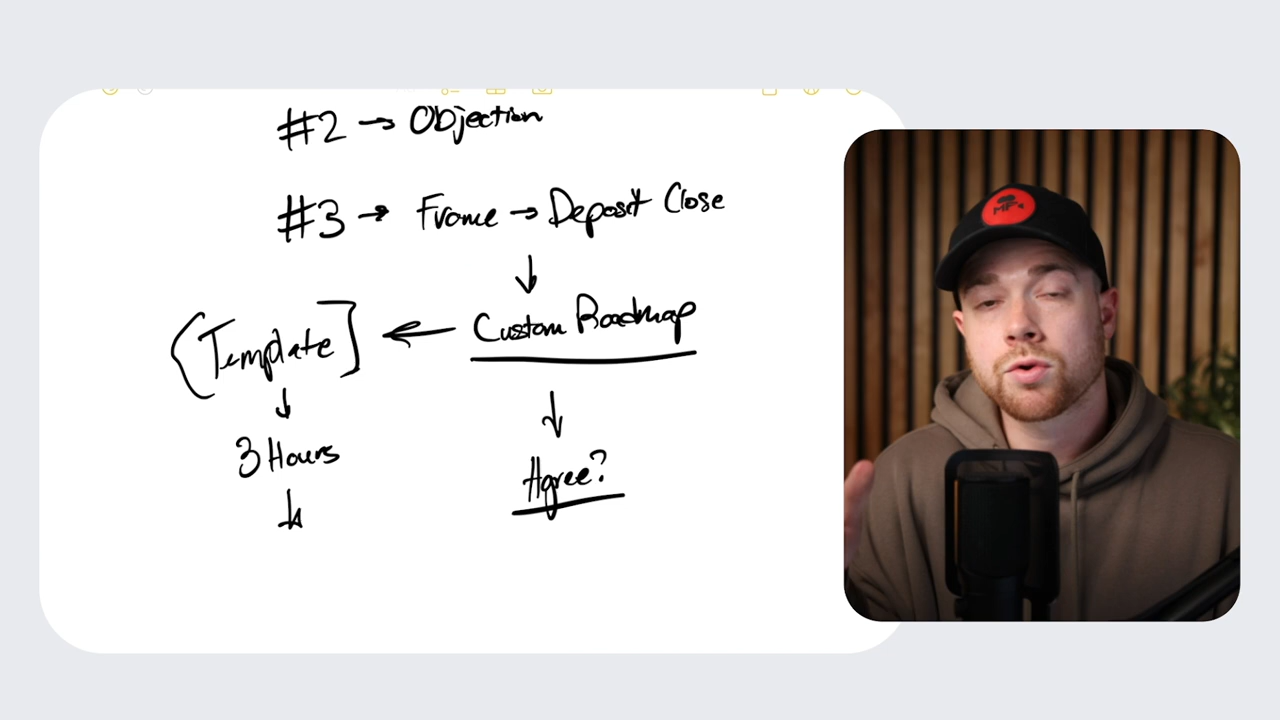 #2 → Objection
#3 → Frame → Deposit Close
↓
[Template] ← Custom Roadmap
↓ ↓
3 Hours
Agree?
↓